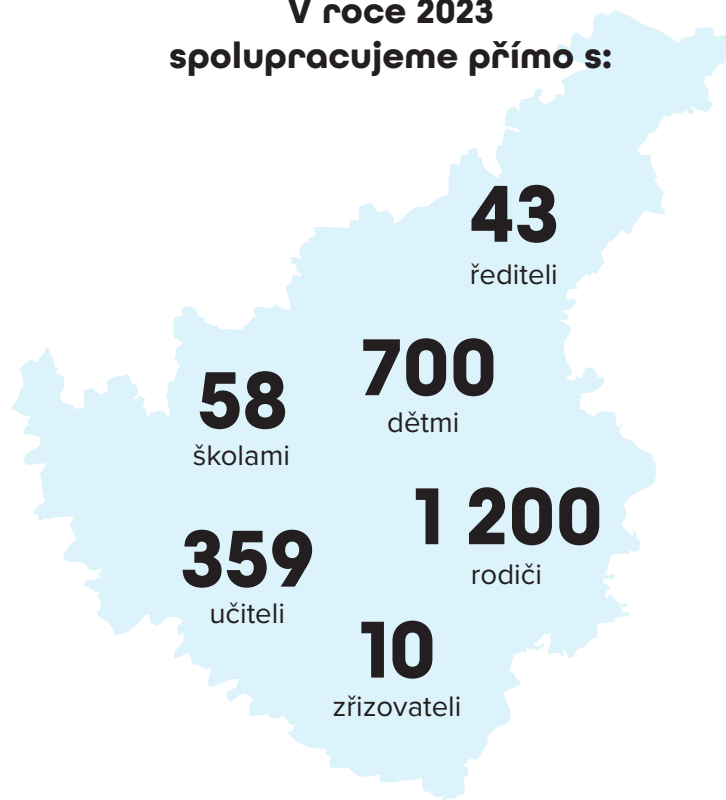 V roce 2023
spolupracujeme přímo s:
43
řediteli
700
dětmi
58
školami
1 200
rodiči
359
učiteli
10
zřizovateli